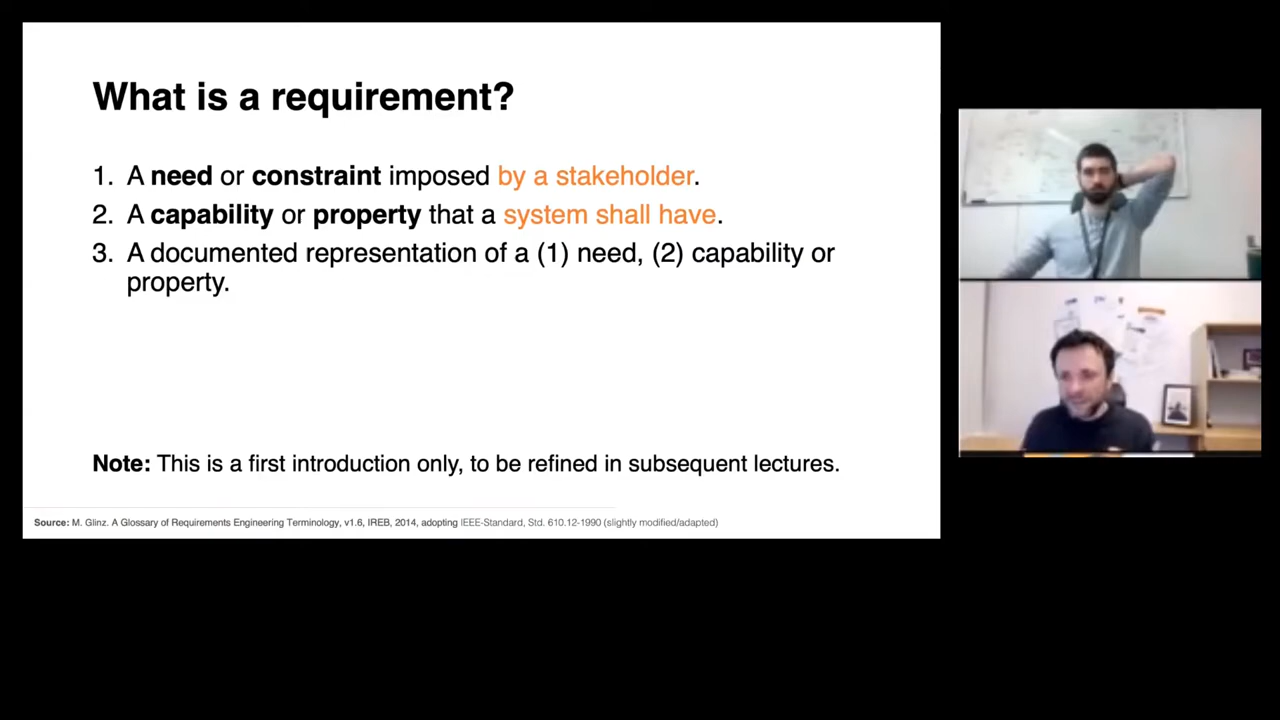 What is a requirement?
1. A need or constraint imposed by a stakeholder.
2. A capability or property that a system shall have.
3. A documented representation of a (1) need, (2) capability or
property.
Note: This is a first introduction only, to be refined in subsequent lectures.
Source: M. Glinz. A Glossary of Requirements Engineering Terminology, v1.6, IREB, 2014, adopting IEEE-Standard, Std. 610.12-1990 (slightly modified/adapted)